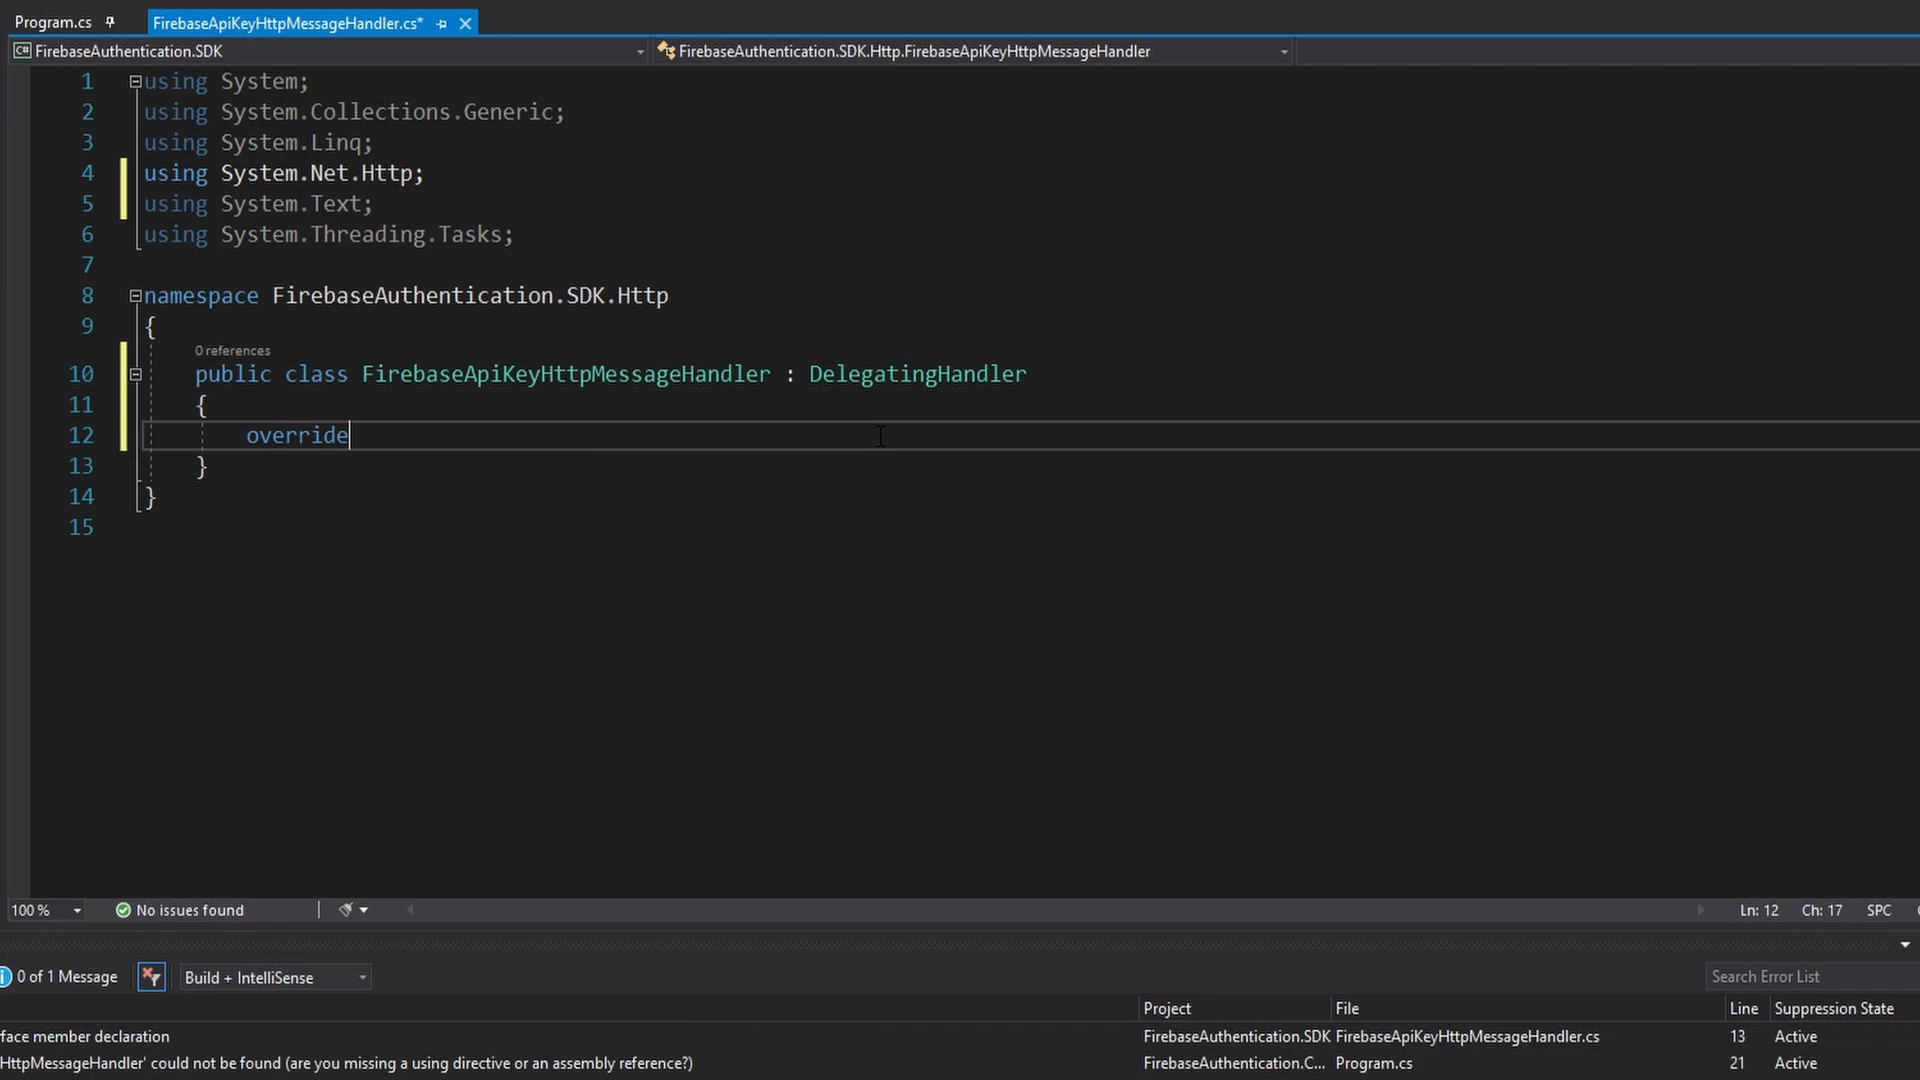 Program.cs
FirebaseApiKeyHttpMessageHandler.cs*
C# FirebaseAuthentication.SDK
FirebaseAuthentication.SDK.Http.FirebaseApiKeyHttpMessageHandler
1 using System;
2 using System.Collections.Generic;
3 using System.Linq;
4 using System.Net.Http;
5 using System.Text;
6 using System.Threading.Tasks;
7
8 namespace FirebaseAuthentication.SDK.Http
9 {
0 references
10 public class FirebaseApiKeyHttpMessageHandler : DelegatingHandler
11 {
12 override
13 }
14 }
15
100 % No issues found Ln: 12 Ch: 17 SPC
0 of 1 Message Build + IntelliSense Search Error List
Project File Line Suppression State
face member declaration FirebaseAuthentication.SDK FirebaseApiKeyHttpMessageHandler.cs 13 Active
HttpMessageHandler' could not be found (are you missing a using directive or an assembly reference?) FirebaseAuthentication.C... Program.cs 21 Active